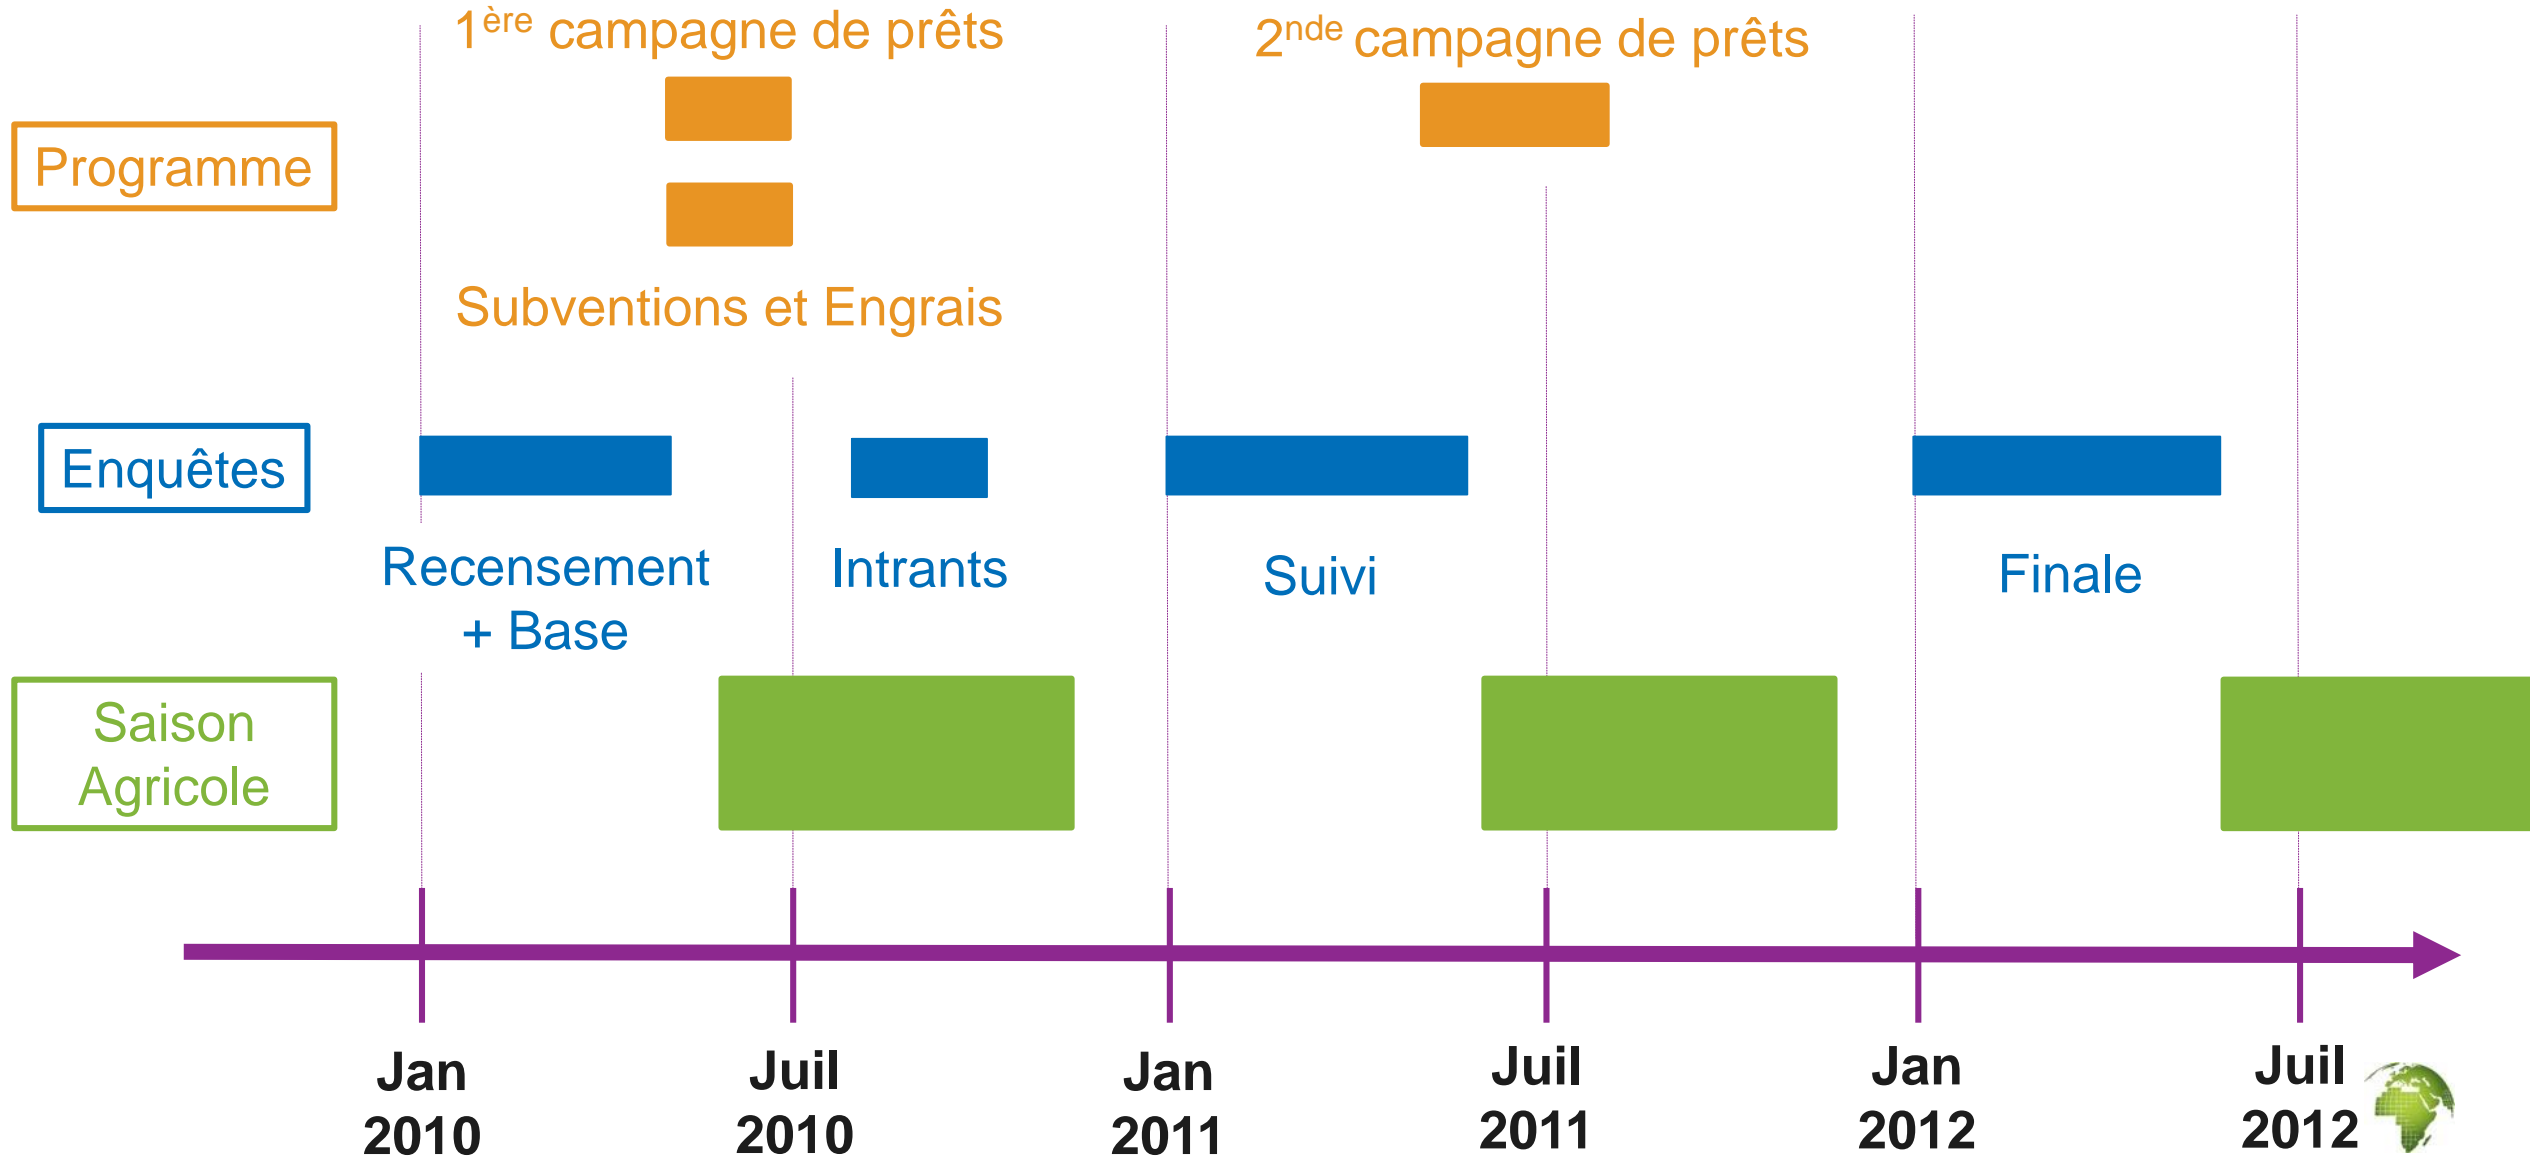 1ère campagne de prêts
2nde campagne de prêts
Programme
Subventions et Engrais
Enquêtes
Recensement
+ Base
Intrants
Suivi
Finale
Saison
Agricole
Jan
2010
Juil
2010
Jan
2011
Juil
2011
Jan
2012
Juil
2012